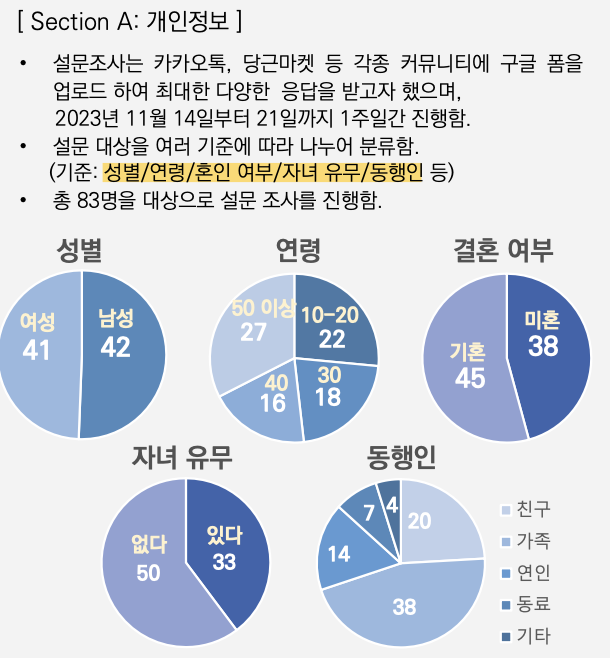 [ Section A: 개인정보 ]
• 설문조사는 카카오톡, 당근마켓 등 각종 커뮤니티에 구글 폼을
업로드 하여 최대한 다양한 응답을 받고자 했으며,
2023년 11월 14일부터 21일까지 1주일간 진행함.
• 설문 대상을 여러 기준에 따라 나누어 분류함.
(기준: 성별/연령/혼인 여부/자녀 유무/동행인 등)
• 총 83명을 대상으로 설문 조사를 진행함.
성별
여성
41
남성
42
연령
50 이상
27
10-20
22
40
16
30
18
결혼 여부
기혼
45
미혼
38
자녀 유무
없다
50
있다
33
동행인
7
4
20
14
38
친구
가족
연인
동료
기타